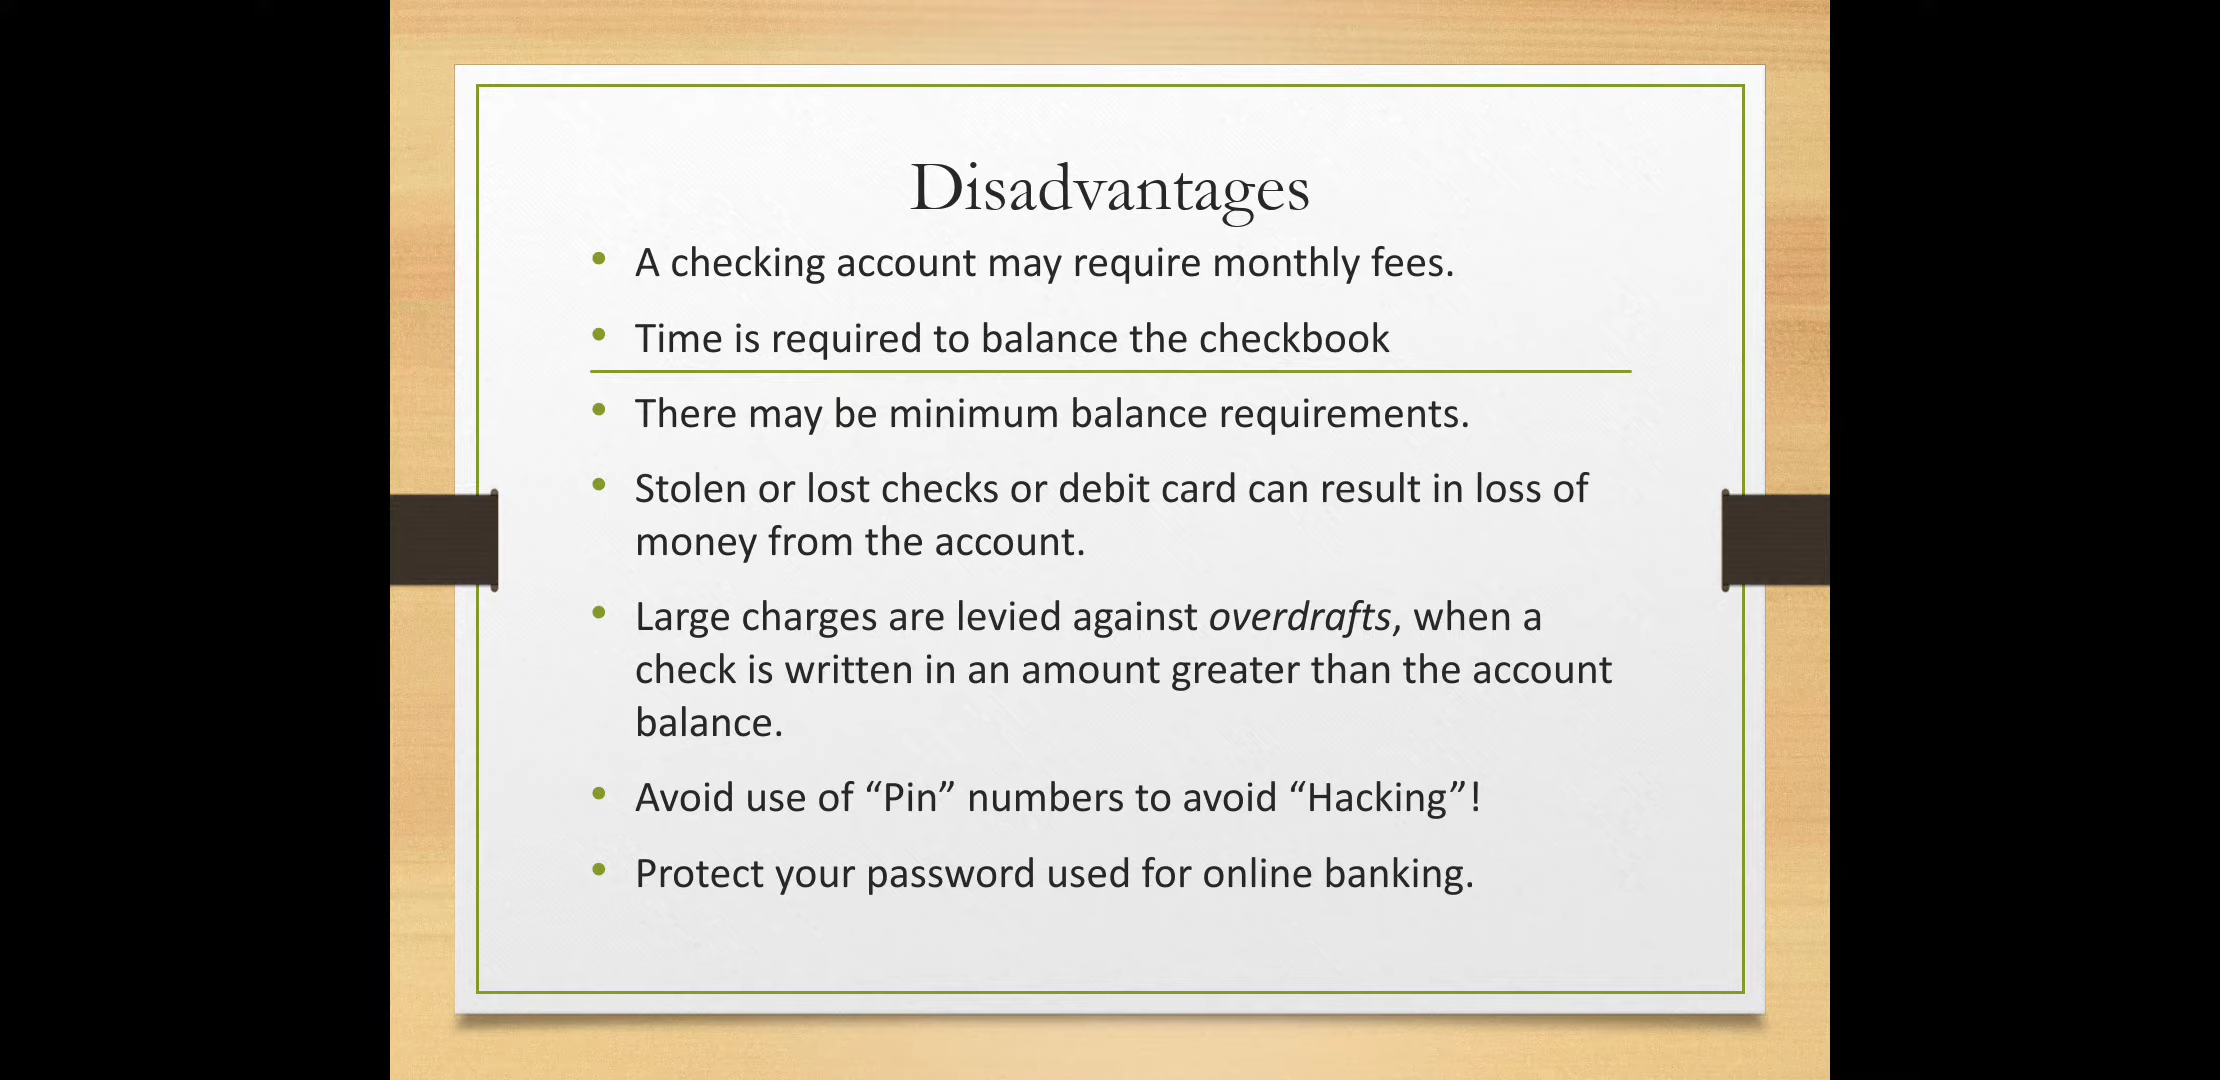 Disadvantages
• A checking account may require monthly fees.
• Time is required to balance the checkbook
• There may be minimum balance requirements.
• Stolen or lost checks or debit card can result in loss of
money from the account.
• Large charges are levied against overdrafts, when a
check is written in an amount greater than the account
balance.
• Avoid use of “Pin” numbers to avoid “Hacking”!
• Protect your password used for online banking.